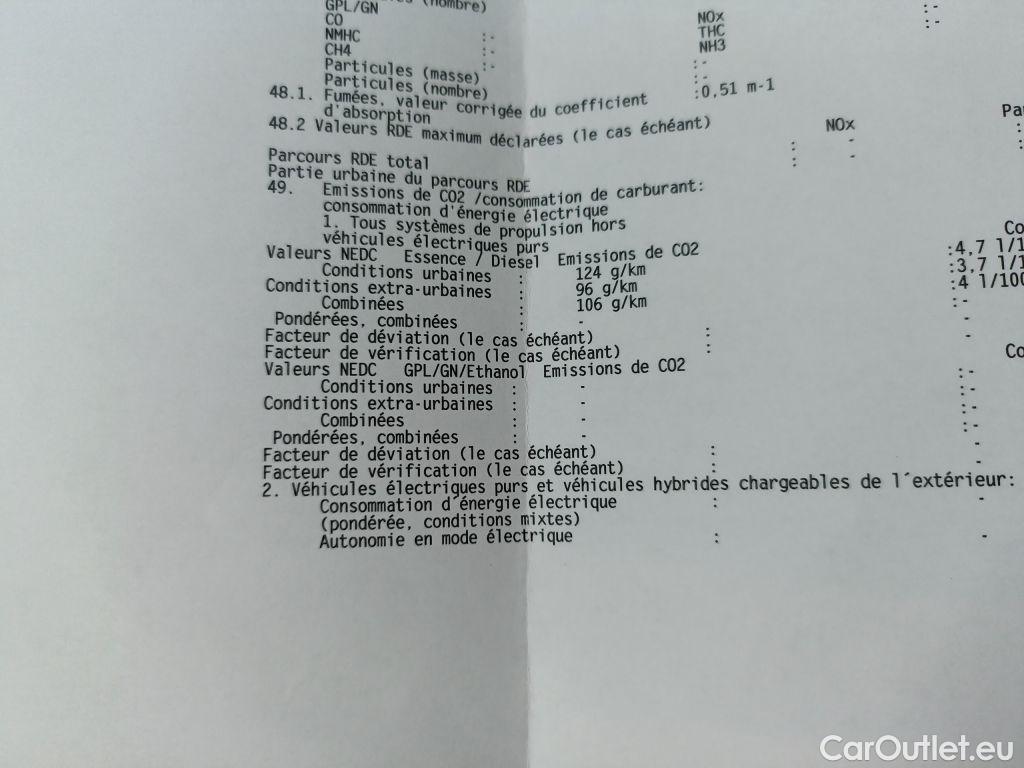 (nombre)
GPL/GN
CO NOx :-
NMHC :- THC :-
CH4 :- NH3
Particules (masse) :-
Particules (nombre) :-
48.1. Fumées, valeur corrigée du coefficient :0,51 m-1
d'absorption
48.2 Valeurs RDE maximum déclarées (le cas échéant) NOx
Parcours RDE total : -
Partie urbaine du parcours RDE : -
49. Emissions de CO2 /consommation de carburant:
consommation d'énergie électrique
1. Tous systèmes de propulsion hors
véhicules électriques purs
Valeurs NEDC Essence / Diesel Emissions de CO2
Conditions urbaines : 124 g/km :4,7
Conditions extra-urbaines : 96 g/km :3,7
Combinées : 106 g/km :4 l/100
Pondérées, combinées : - :-
Facteur de déviation (le cas échéant) : -
Facteur de vérification (le cas échéant) : -
Valeurs NEDC GPL/GN/Ethanol Emissions de CO2
Conditions urbaines : - :-
Conditions extra-urbaines : - :-
Combinées : - :-
Pondérées, combinées : - :-
Facteur de déviation (le cas échéant) : -
Facteur de vérification (le cas échéant) : -
2. Véhicules électriques purs et véhicules hybrides chargeables de l´extérieur:
Consommation d´énergie électrique : -
(pondérée, conditions mixtes)
Autonomie en mode électrique : -
CarOutlet.eu